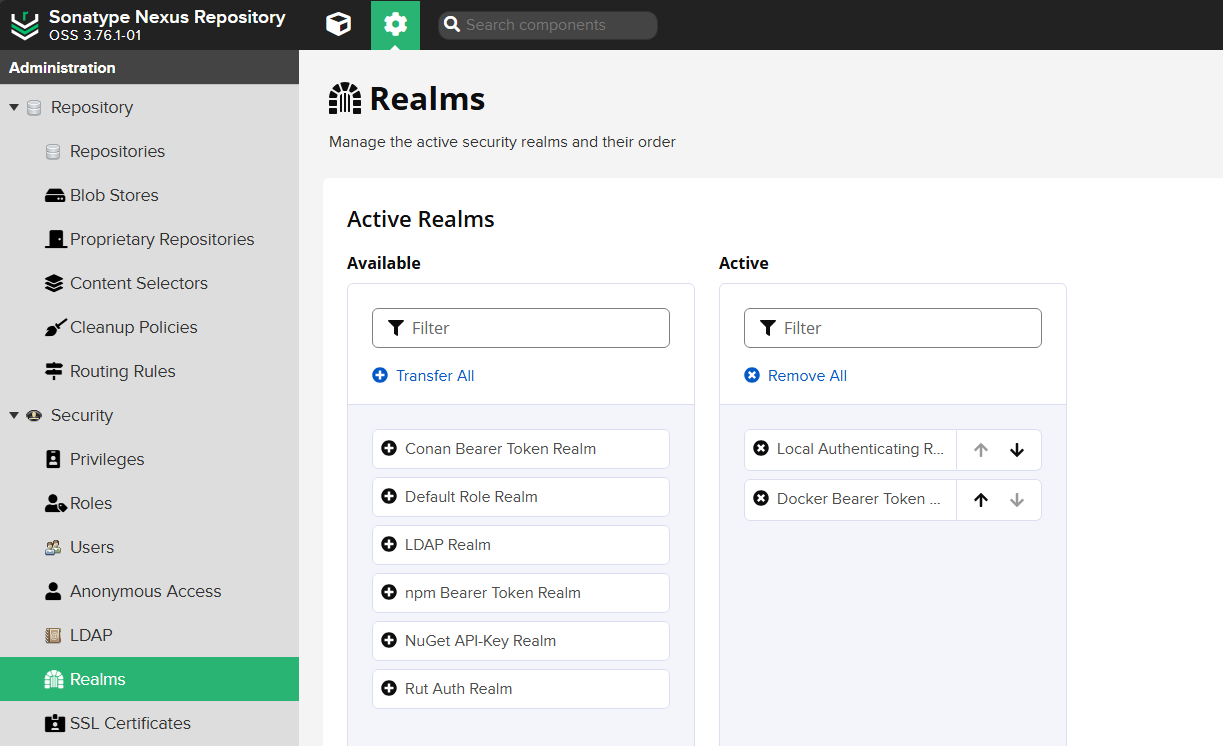 Sonatype Nexus Repository
OSS 3.76.1-01
Search components
Administration
Repository
Repositories
Blob Stores
Proprietary Repositories
Content Selectors
Cleanup Policies
Routing Rules
Security
Privileges
Roles
Users
Anonymous Access
LDAP
Realms
SSL Certificates
Realms
Manage the active security realms and their order
Active Realms
Available
Filter
Transfer All
Conan Bearer Token Realm
Default Role Realm
LDAP Realm
npm Bearer Token Realm
NuGet API-Key Realm
Rut Auth Realm
Active
Filter
Remove All
Local Authenticating R...
Docker Bearer Token ...